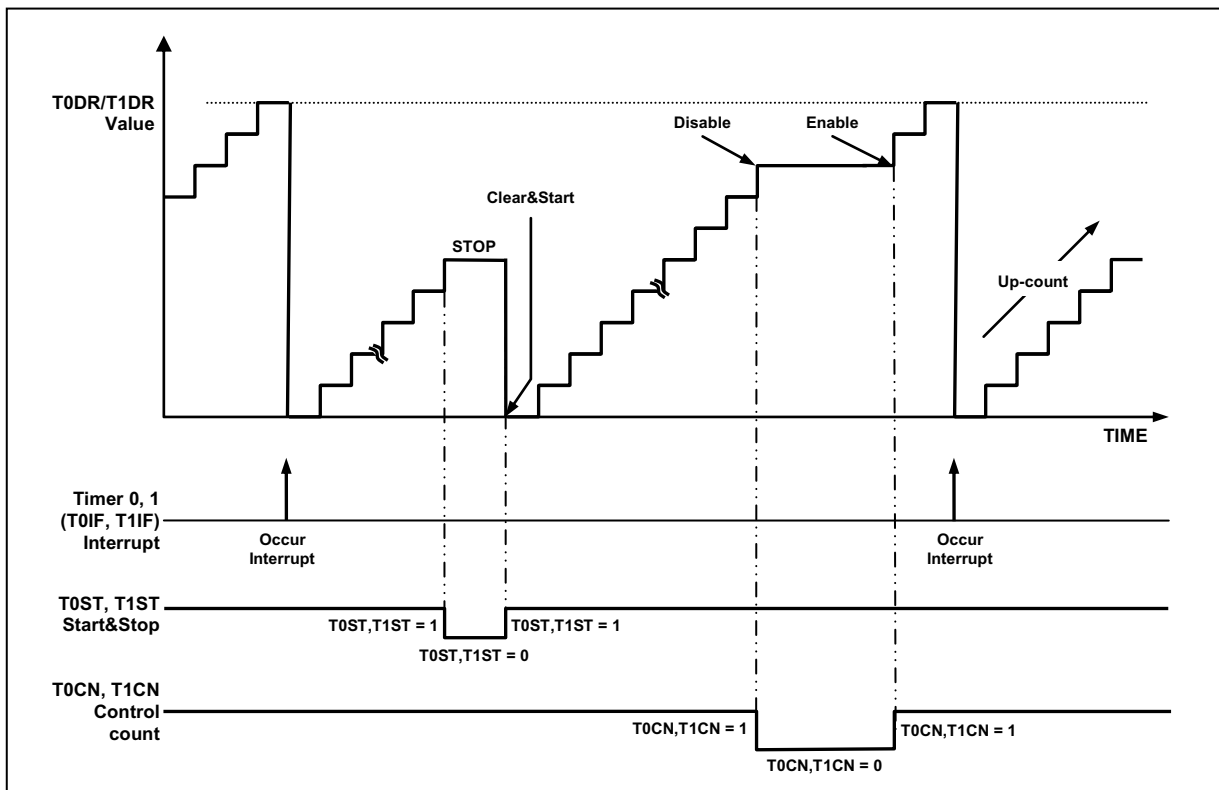 T0DR/T1DR
Value
Disable
Enable
Clear&Start
STOP
Up-count
TIME
Timer 0, 1
(T0IF, T1IF)
Interrupt
Occur
Interrupt
Occur
Interrupt
T0ST, T1ST
Start&Stop
T0ST,T1ST = 1
T0ST,T1ST = 1
T0ST,T1ST = 0
T0CN, T1CN
Control
count
T0CN,T1CN = 1
T0CN,T1CN = 1
T0CN,T1CN = 0